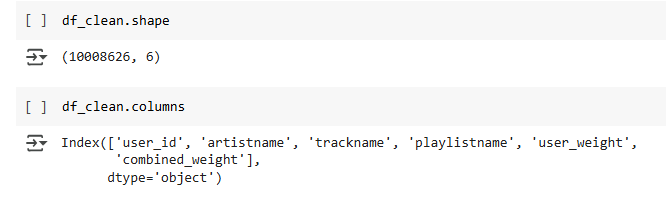 [ ] df_clean.shape
(10008626, 6)
[ ] df_clean.columns
Index(['user_id', 'artistname', 'trackname', 'playlistname', 'user_weight',
       'combined_weight'],
      dtype='object')